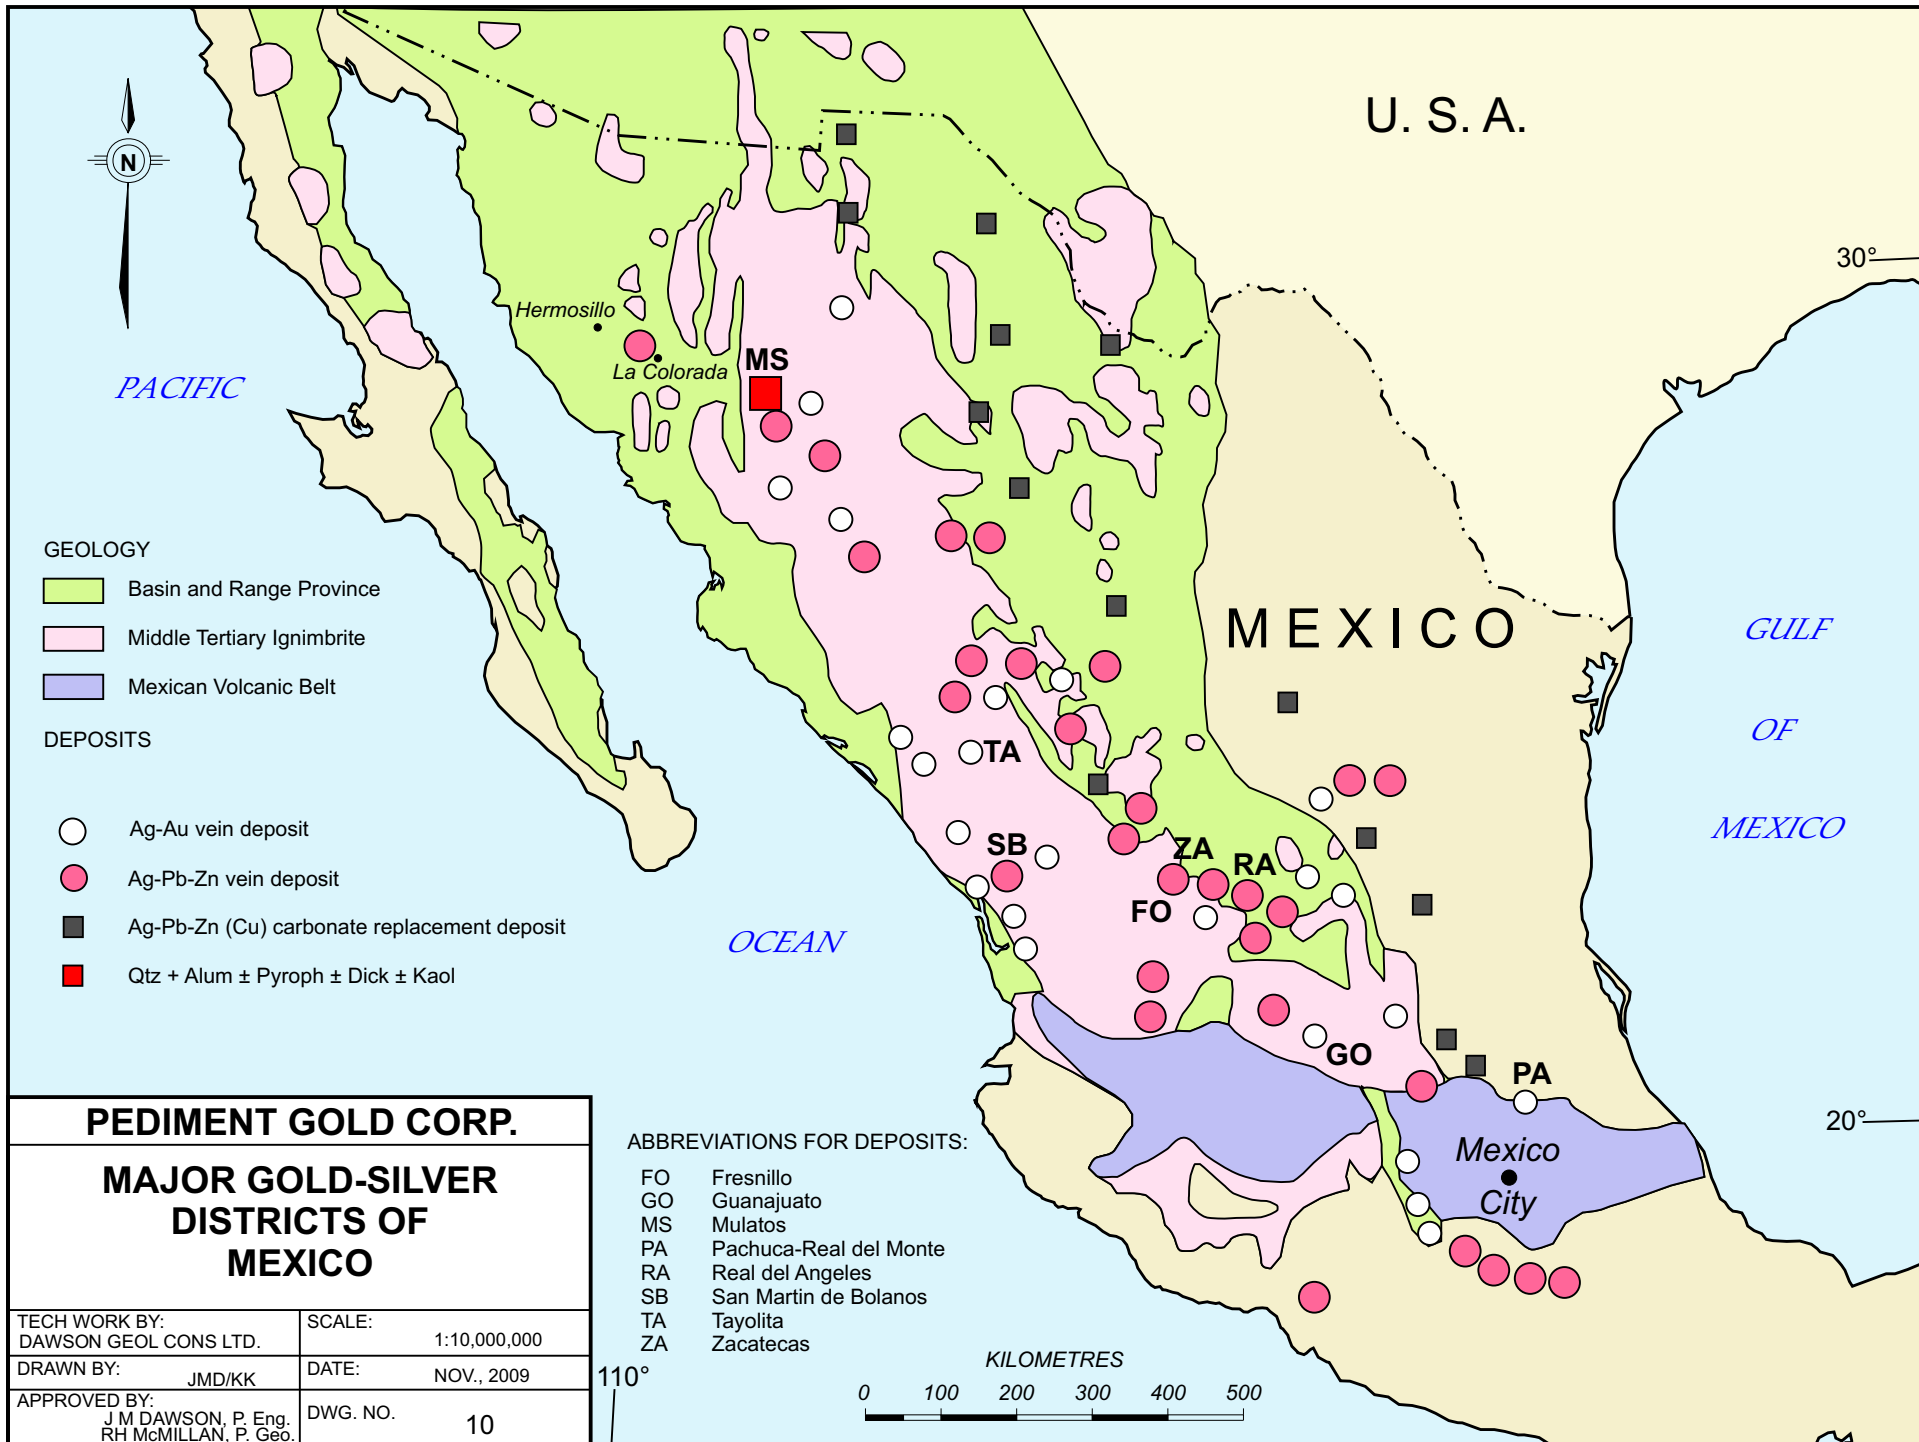 U. S. A.
N
30°
Hermosillo
La Colorada
MS
PACIFIC
GEOLOGY
Basin and Range Province
Middle Tertiary Ignimbrite
Mexican Volcanic Belt
MEXICO
GULF
OF
MEXICO
DEPOSITS
Ag-Au vein deposit
Ag-Pb-Zn vein deposit
Ag-Pb-Zn (Cu) carbonate replacement deposit
Qtz + Alum ± Pyroph ± Dick ± Kaol
TA
SB
ZA
RA
FO
OCEAN
GO
PA
20°
Mexico
City
PEDIMENT GOLD CORP.
MAJOR GOLD-SILVER
DISTRICTS OF
MEXICO
TECH WORK BY:
DAWSON GEOL CONS LTD.
SCALE:
1:10,000,000
DRAWN BY:
JMD/KK
DATE:
NOV., 2009
APPROVED BY:
J M DAWSON, P. Eng.
RH McMILLAN, P. Geo.
DWG. NO.
10
ABBREVIATIONS FOR DEPOSITS:
FO Fresnillo
GO Guanajuato
MS Mulatos
PA Pachuca-Real del Monte
RA Real del Angeles
SB San Martin de Bolanos
TA Tayolita
ZA Zacatecas
110°
KILOMETRES
0 100 200 300 400 500